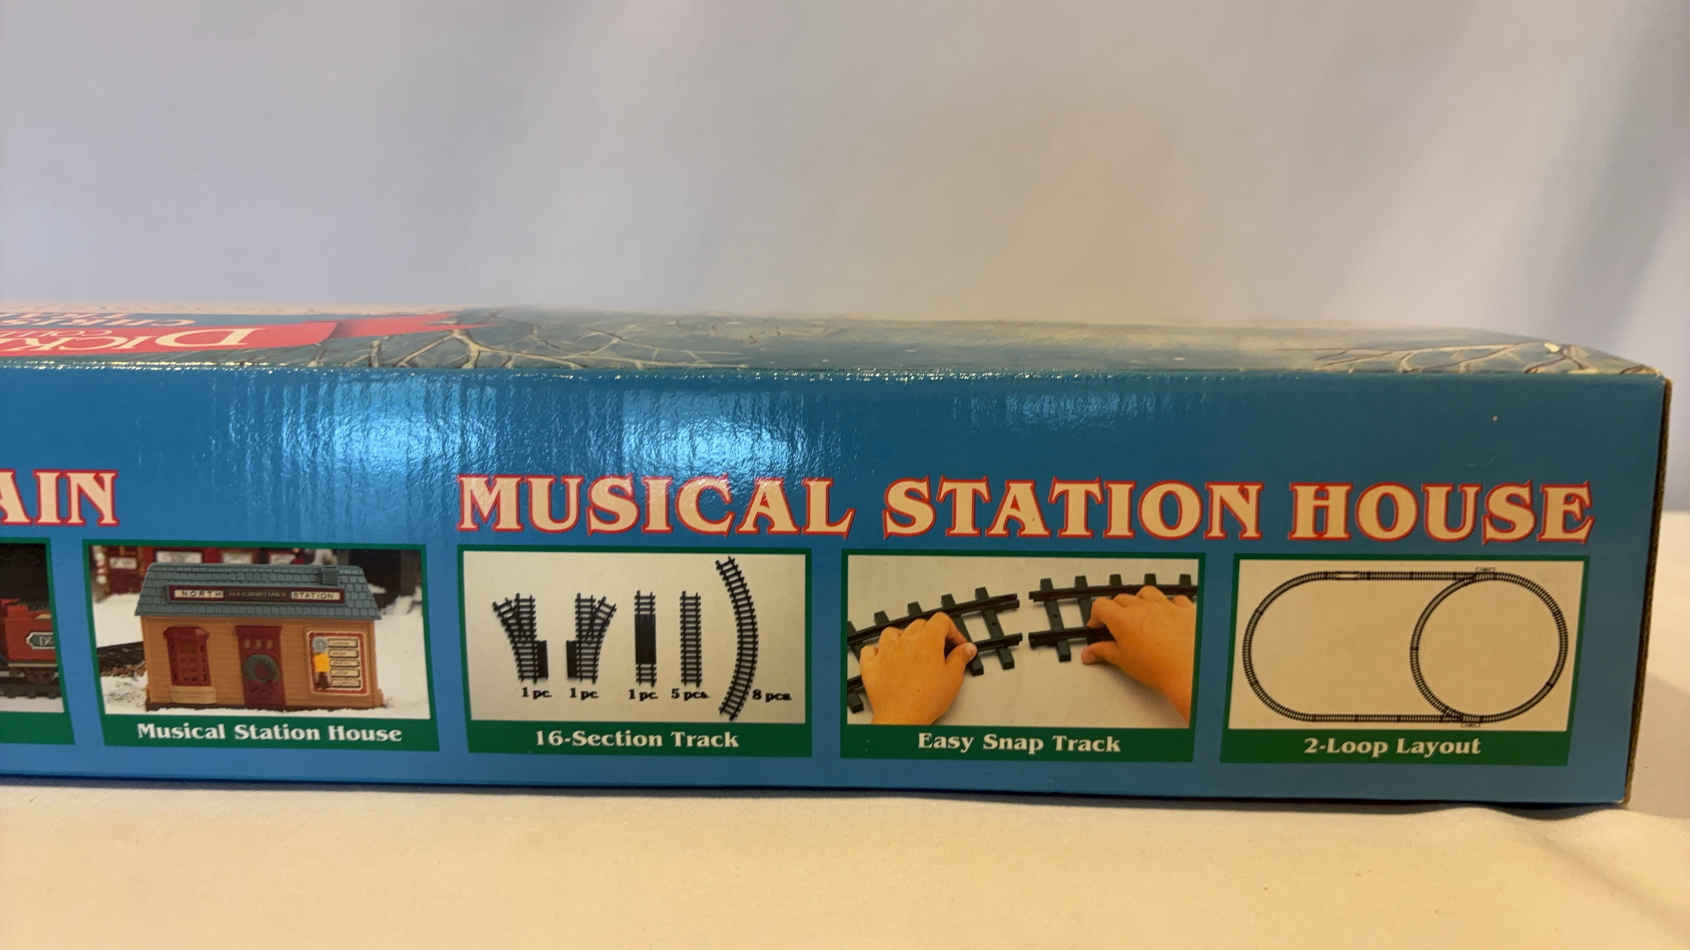 AIN
MUSICAL STATION HOUSE
NORTH STATION
1 pc. 1 pc. 1 pc. 5 pcs. 8 pcs.
Musical Station House
16-Section Track
Easy Snap Track
2-Loop Layout